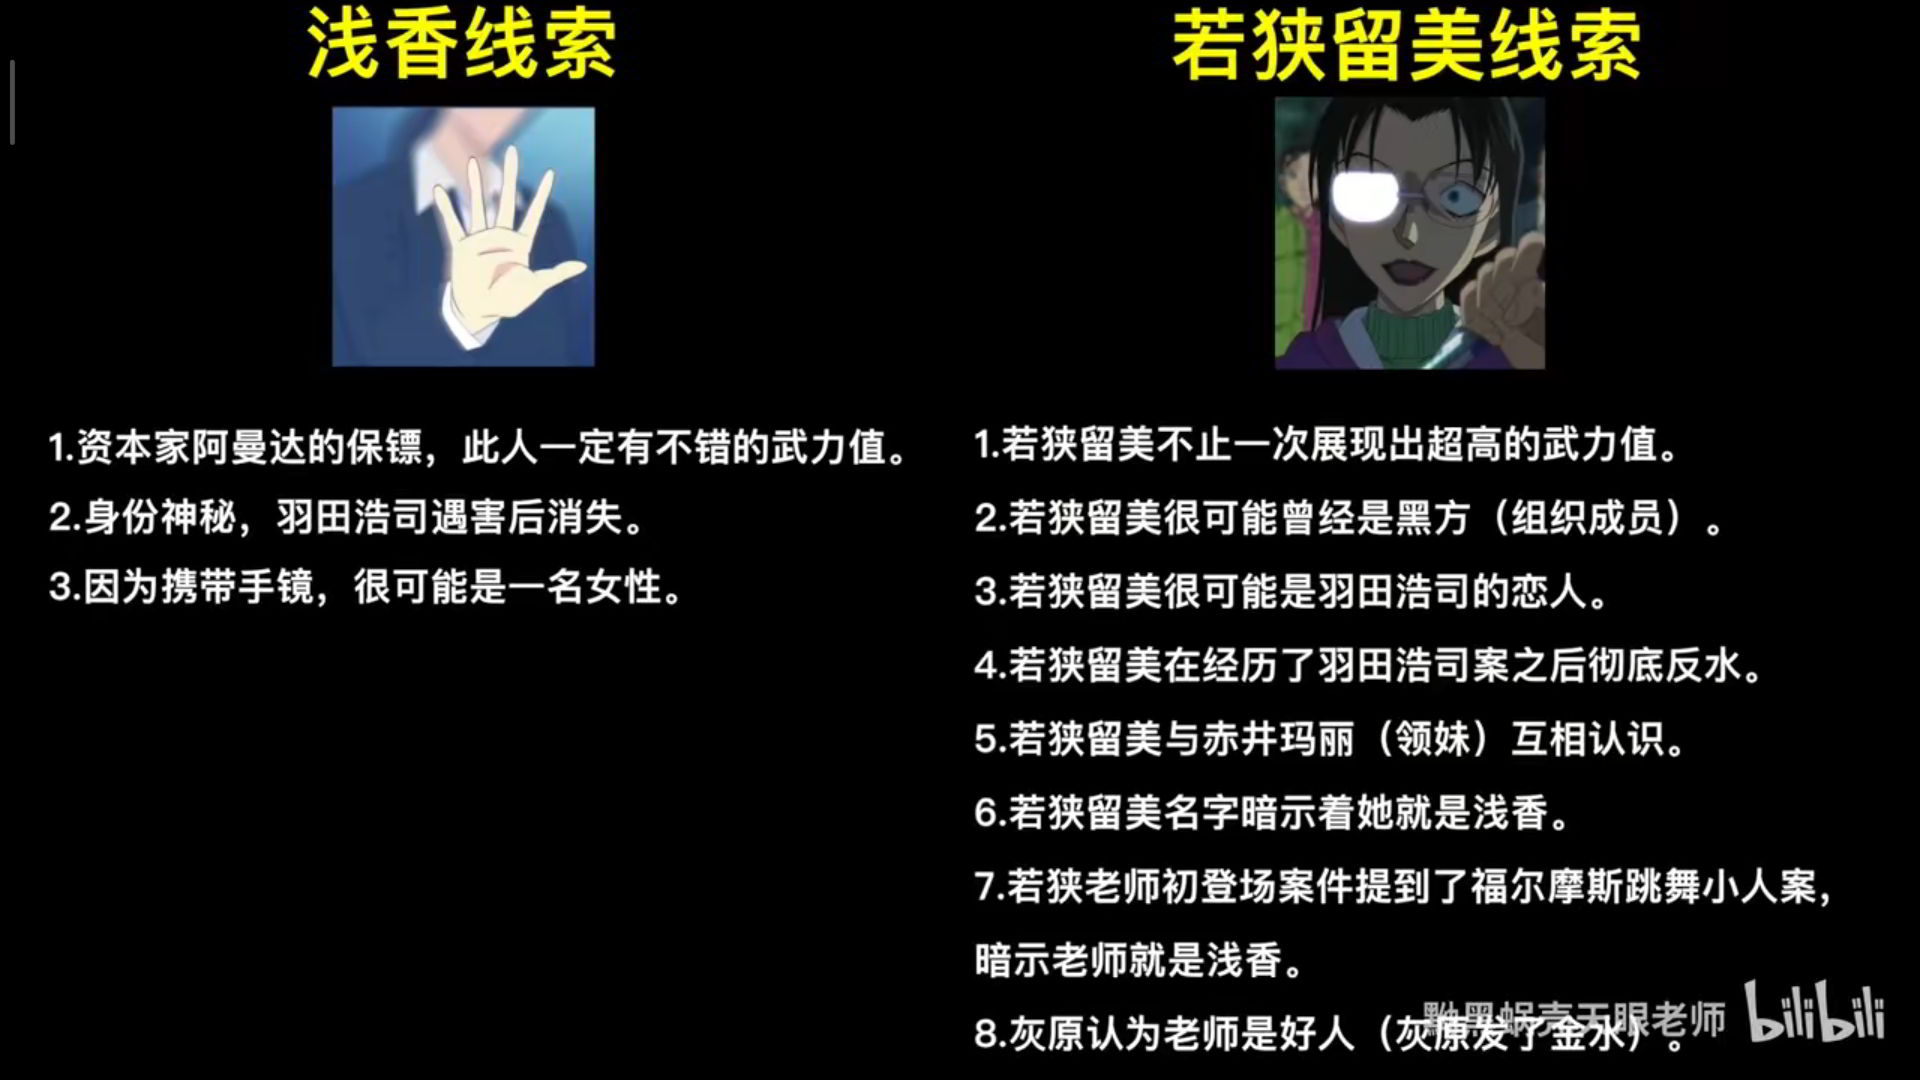 浅香线索
1.资本家阿曼达的保镖，此人一定有不错的武力值。
2.身份神秘，羽田浩司遇害后消失。
3.因为携带手镜，很可能是一名女性。
若狭留美线索
1.若狭留美不止一次展现出超高的武力值。
2.若狭留美很可能曾经是黑方（组织成员）。
3.若狭留美很可能是羽田浩司的恋人。
4.若狭留美在经历了羽田浩司案之后彻底反水。
5.若狭留美与赤井玛丽（领妹）互相认识。
6.若狭留美名字暗示着她就是浅香。
7.若狭老师初登场案件提到了福尔摩斯跳舞小人案，
暗示老师就是浅香。
8.灰原认为老师是好人（灰原发了金水）。
黝黑蜗壳天眼老师 bilibili